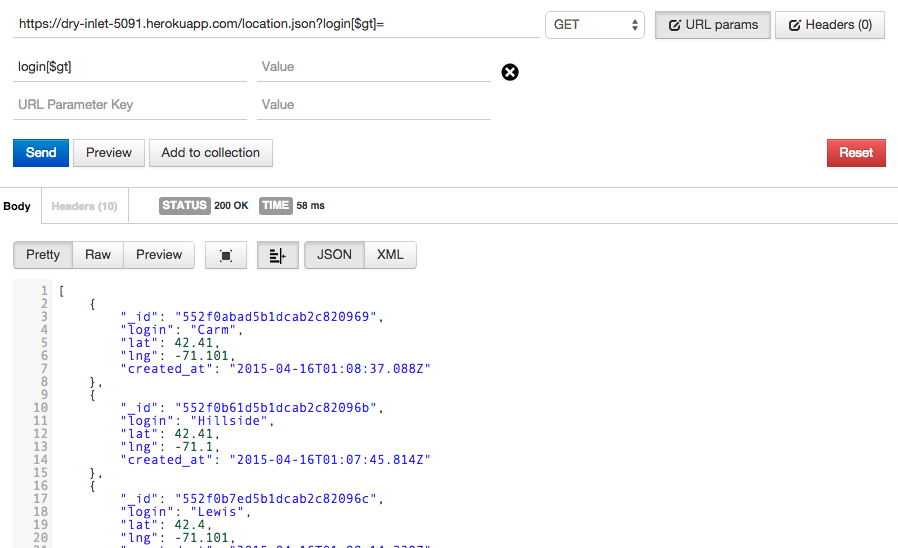 https://dry-inlet-5091.herokuapp.com/location.json?login[$gt]= GET URL params Headers (0)
login[$gt] Value
URL Parameter Key Value
Send Preview Add to collection Reset
Body Headers (10) STATUS 200 OK TIME 58 ms
Pretty Raw Preview JSON XML
1 [
2 {
3 "_id": "552f0abad5b1dcab2c820969",
4 "login": "Carm",
5 "lat": 42.41,
6 "lng": -71.101,
7 "created_at": "2015-04-16T01:08:37.088Z"
8 },
9 {
10 "_id": "552f0b61d5b1dcab2c82096b",
11 "login": "Hillside",
12 "lat": 42.41,
13 "lng": -71.1,
14 "created_at": "2015-04-16T01:07:45.814Z"
15 },
16 {
17 "_id": "552f0b7ed5b1dcab2c82096c",
18 "login": "Lewis",
19 "lat": 42.4,
20 "lng": -71.101,